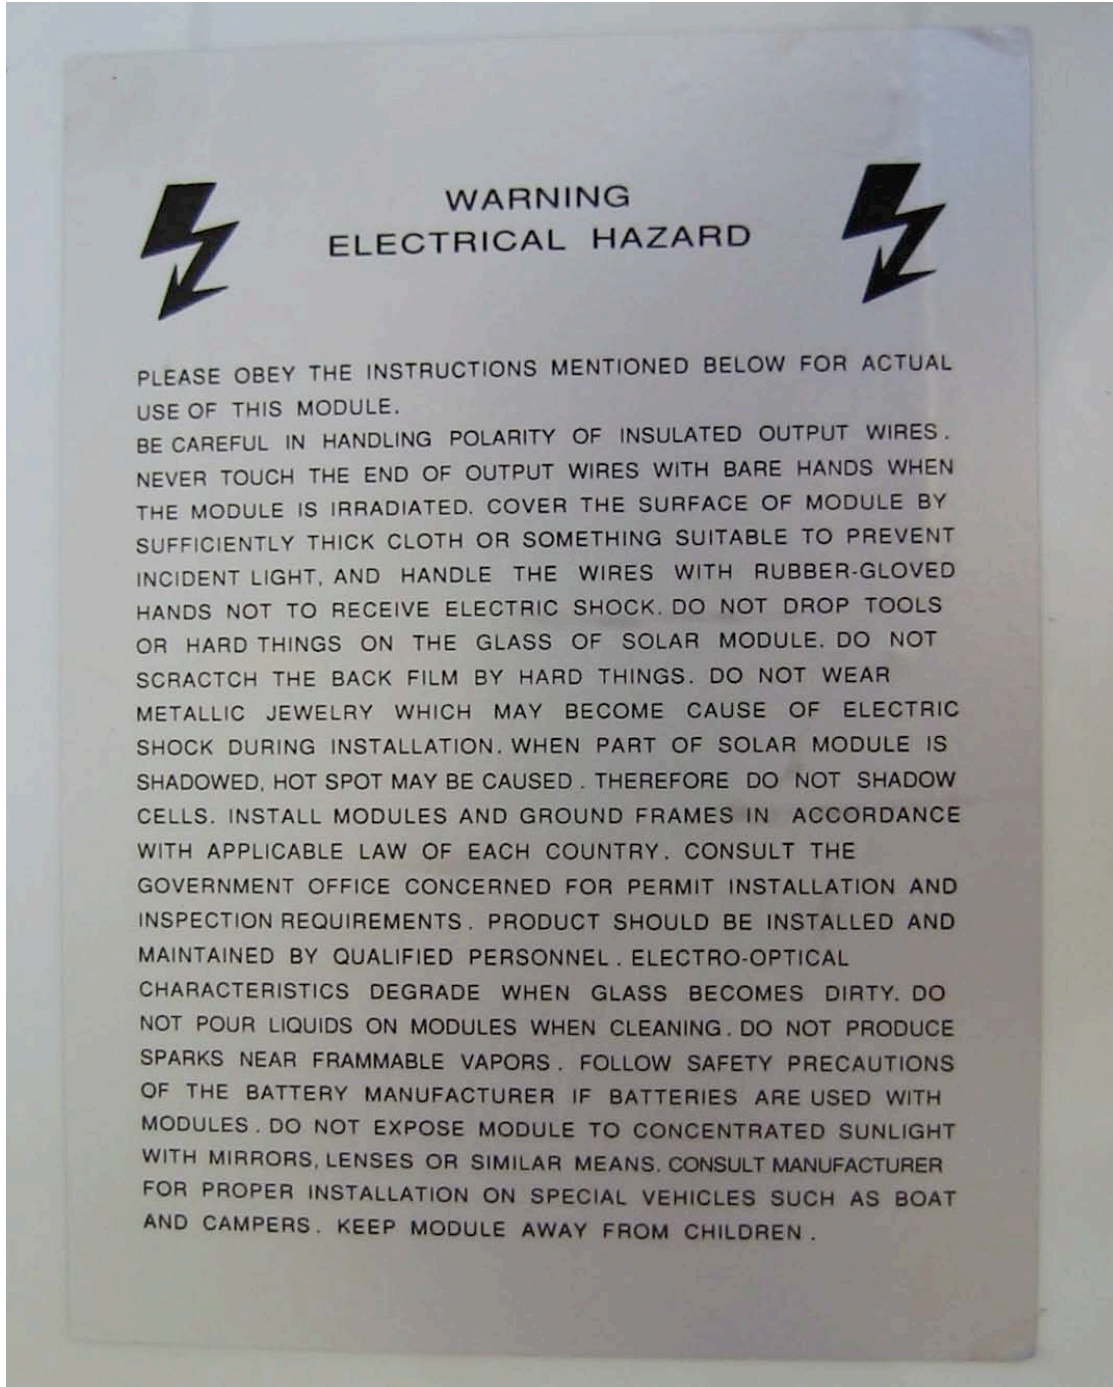 WARNING
ELECTRICAL HAZARD
PLEASE OBEY THE INSTRUCTIONS MENTIONED BELOW FOR ACTUAL
USE OF THIS MODULE.
BE CAREFUL IN HANDLING POLARITY OF INSULATED OUTPUT WIRES.
NEVER TOUCH THE END OF OUTPUT WIRES WITH BARE HANDS WHEN
THE MODULE IS IRRADIATED. COVER THE SURFACE OF MODULE BY
SUFFICIENTLY THICK CLOTH OR SOMETHING SUITABLE TO PREVENT
INCIDENT LIGHT, AND HANDLE THE WIRES WITH RUBBER-GLOVED
HANDS NOT TO RECEIVE ELECTRIC SHOCK. DO NOT DROP TOOLS
OR HARD THINGS ON THE GLASS OF SOLAR MODULE. DO NOT
SCRACTCH THE BACK FILM BY HARD THINGS. DO NOT WEAR
METALLIC JEWELRY WHICH MAY BECOME CAUSE OF ELECTRIC
SHOCK DURING INSTALLATION. WHEN PART OF SOLAR MODULE IS
SHADOWED, HOT SPOT MAY BE CAUSED. THEREFORE DO NOT SHADOW
CELLS. INSTALL MODULES AND GROUND FRAMES IN ACCORDANCE
WITH APPLICABLE LAW OF EACH COUNTRY. CONSULT THE
GOVERNMENT OFFICE CONCERNED FOR PERMIT INSTALLATION AND
INSPECTION REQUIREMENTS. PRODUCT SHOULD BE INSTALLED AND
MAINTAINED BY QUALIFIED PERSONNEL. ELECTRO-OPTICAL
CHARACTERISTICS DEGRADE WHEN GLASS BECOMES DIRTY. DO
NOT POUR LIQUIDS ON MODULES WHEN CLEANING. DO NOT PRODUCE
SPARKS NEAR FRAMMABLE VAPORS. FOLLOW SAFETY PRECAUTIONS
OF THE BATTERY MANUFACTURER IF BATTERIES ARE USED WITH
MODULES. DO NOT EXPOSE MODULE TO CONCENTRATED SUNLIGHT
WITH MIRRORS, LENSES OR SIMILAR MEANS. CONSULT MANUFACTURER
FOR PROPER INSTALLATION ON SPECIAL VEHICLES SUCH AS BOAT
AND CAMPERS. KEEP MODULE AWAY FROM CHILDREN.